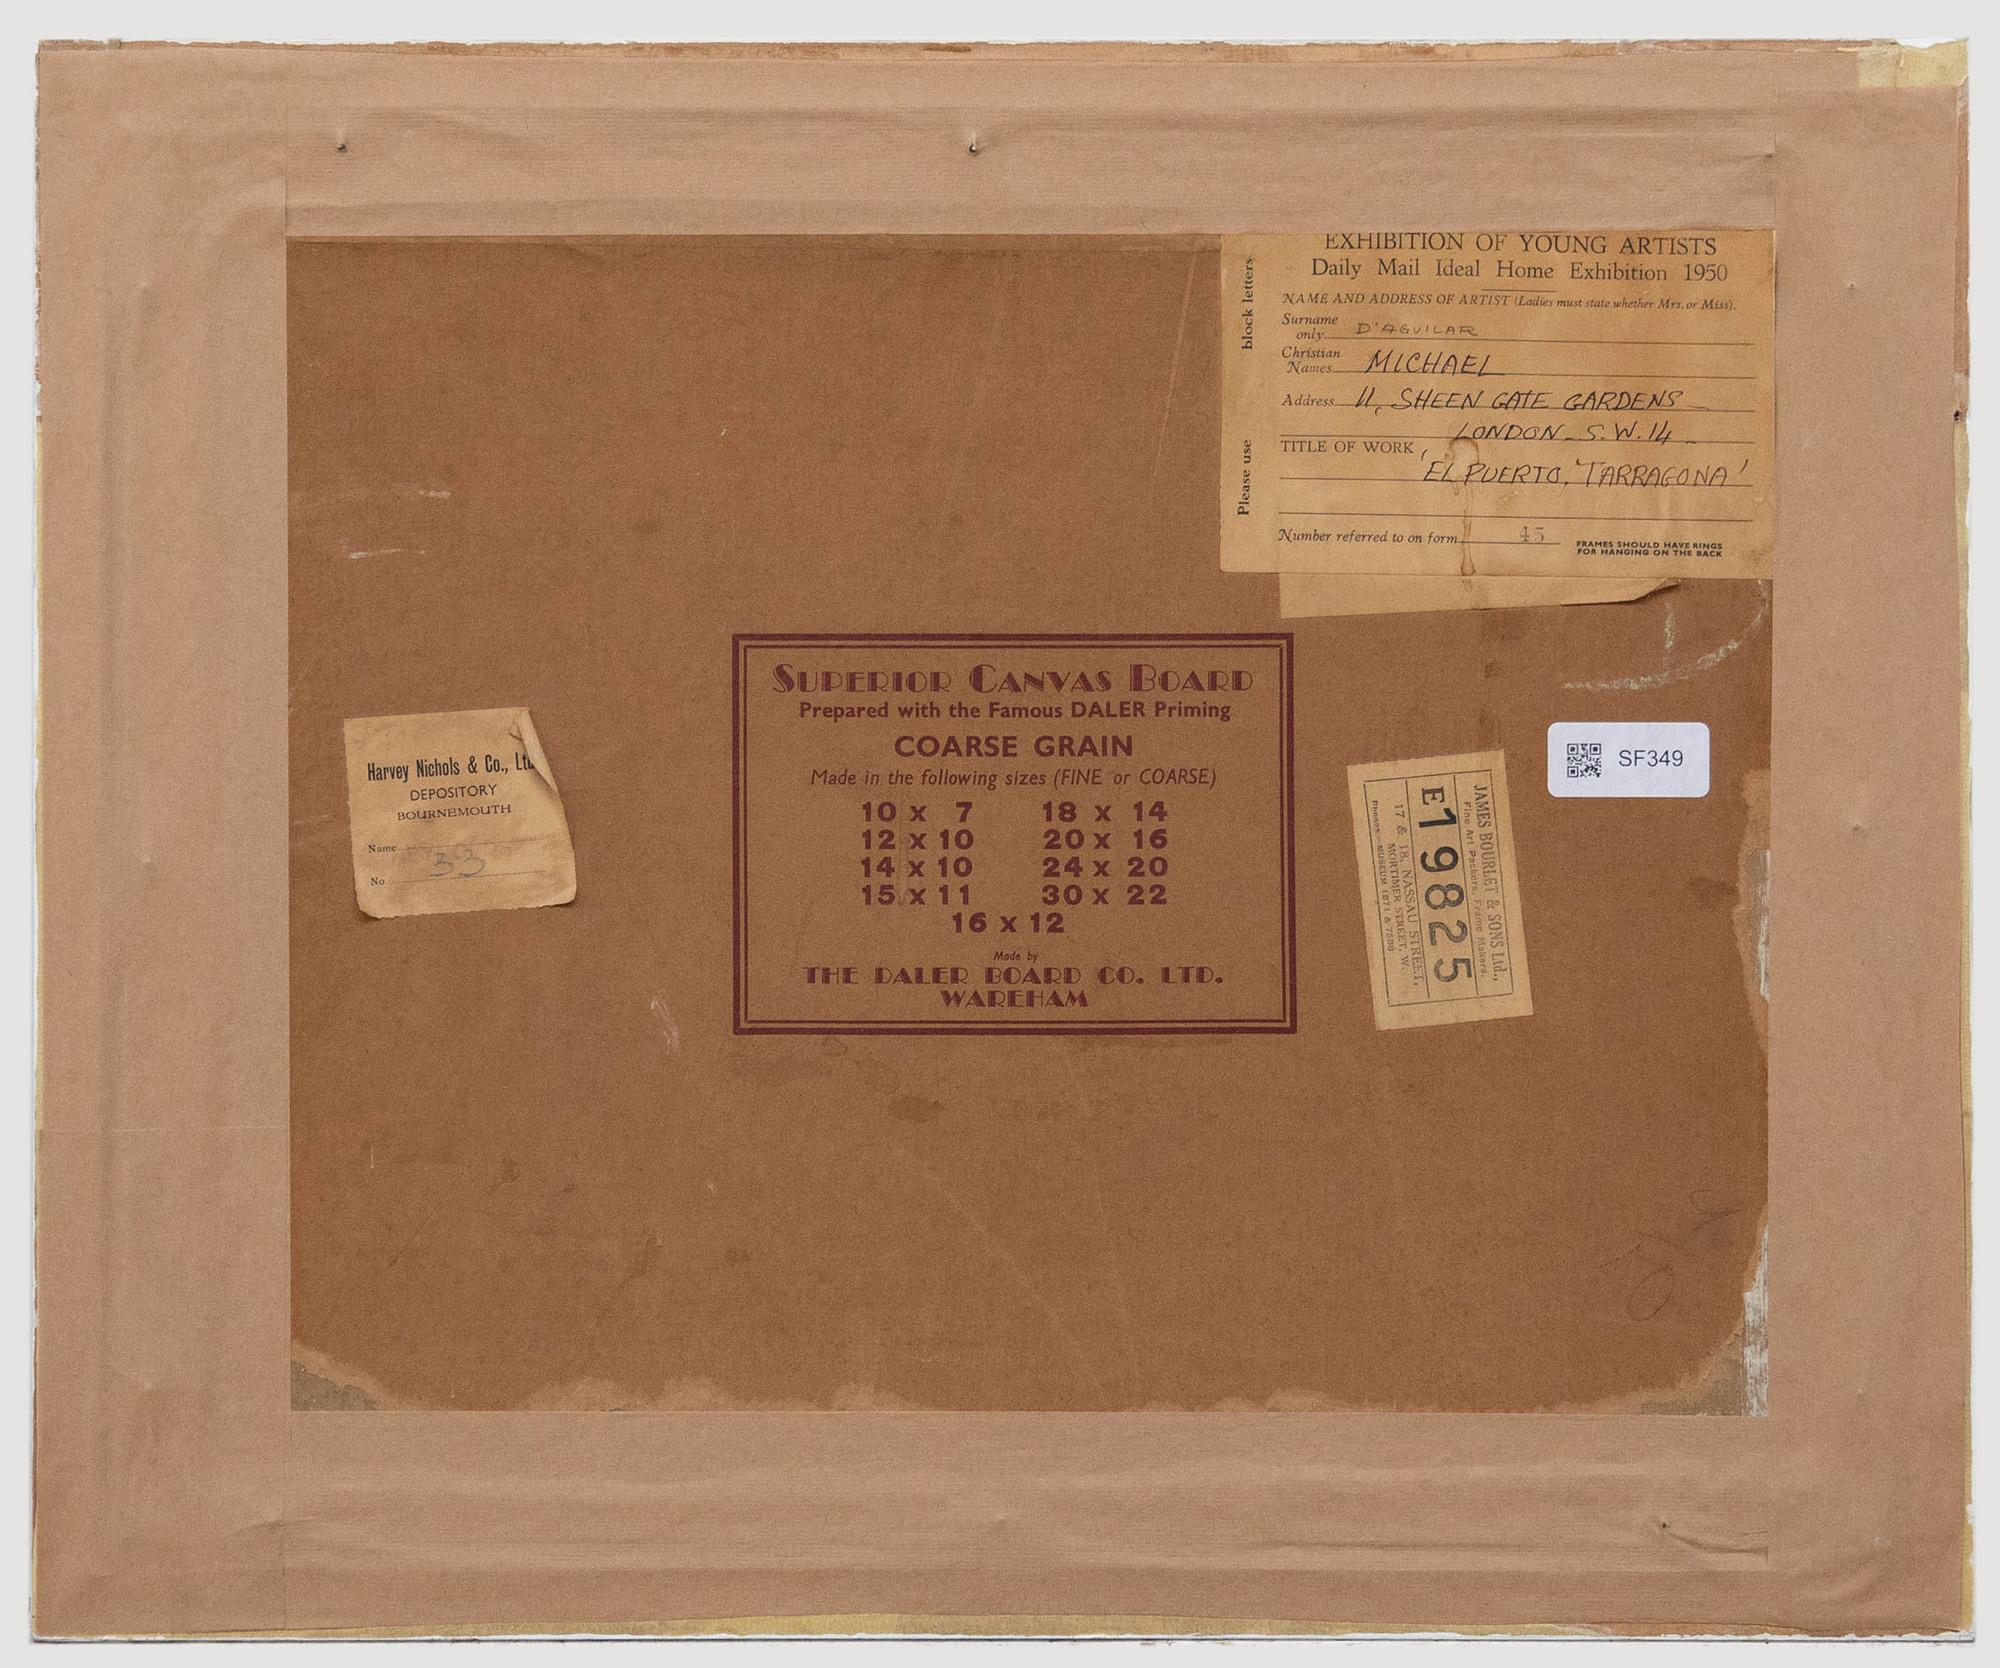 EXHIBITION OF YOUNG ARTISTS
Daily Mail Ideal Home Exhibition 1950
NAME AND ADDRESS OF ARTIST (Ladies must state whether Mrs. or Miss).
Surname only D'AGUILAR
Christian Names MICHAEL
Address 11, SHEEN GATE GARDENS
LONDON - S.W.14
TITLE OF WORK
'EL PUERTO, 'TARRAGONA'
Number referred to on form 45
FRAMES SHOULD HAVE RINGS
FOR HANGING ON THE BACK
Please use block letters
SUPERIOR CANVAS BOARD
Prepared with the Famous DALER Priming
COARSE GRAIN
Made in the following sizes (FINE or COARSE)
10 x 7 18 x 14
12 x 10 20 x 16
14 x 10 24 x 20
15 x 11 30 x 22
16 x 12
Made by
THE DALER BOARD CO. LTD.
WAREHAM
Harvey Nichols & Co., Ltd
DEPOSITORY
BOURNEMOUTH
Name
No 33
JAMES BOURLET & SONS Ltd.,
Fine Art Packers, Frame Makers.
E19825
17 & 18, NASSAU STREET,
MORTIMER STREET, W.
Phones—MUSEUM 1871 & 7588
SF349